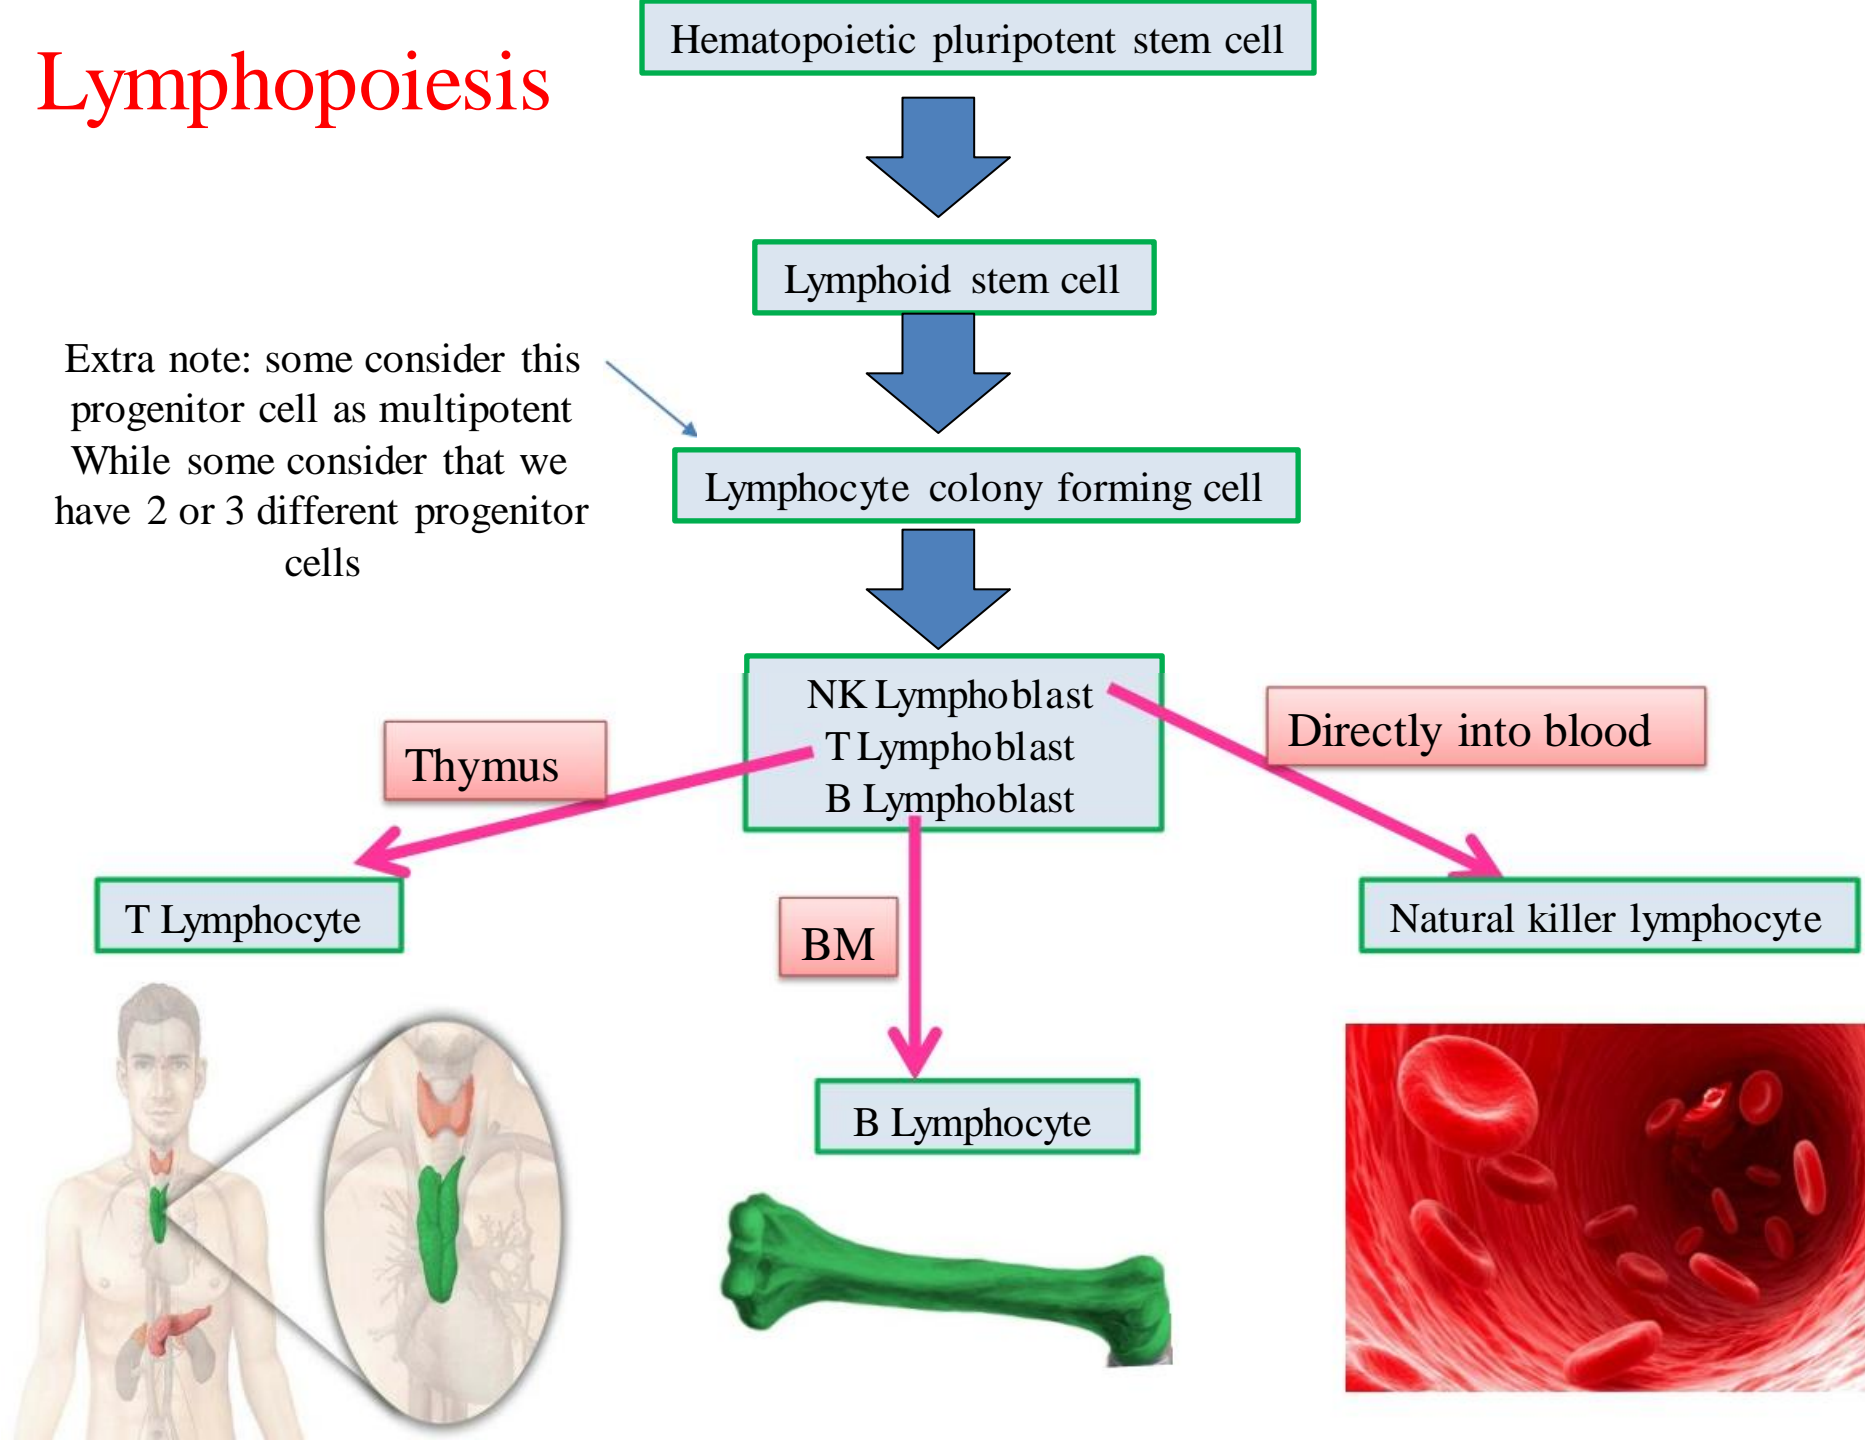 Lymphopoiesis
Hematopoietic pluripotent stem cell
Lymphoid stem cell
Extra note: some consider this
progenitor cell as multipotent
While some consider that we
have 2 or 3 different progenitor
cells
Lymphocyte colony forming cell
NK Lymphoblast
T Lymphoblast
B Lymphoblast
Thymus
Directly into blood
T Lymphocyte
BM
Natural killer lymphocyte
B Lymphocyte